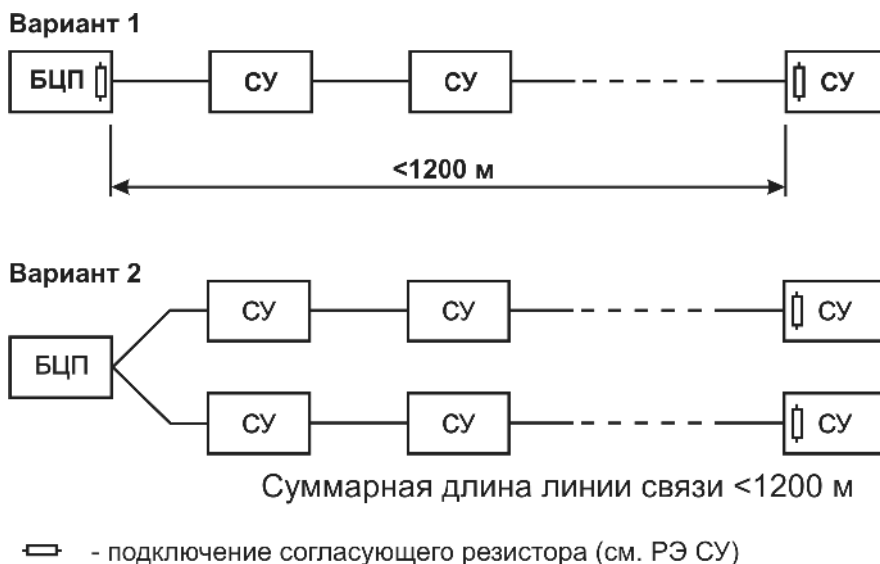 Вариант 1
БЦП СУ СУ СУ
<1200 м
Вариант 2
СУ СУ СУ
БЦП
СУ СУ СУ
Суммарная длина линии связи <1200 м
- подключение согласующего резистора (см. РЭ СУ)